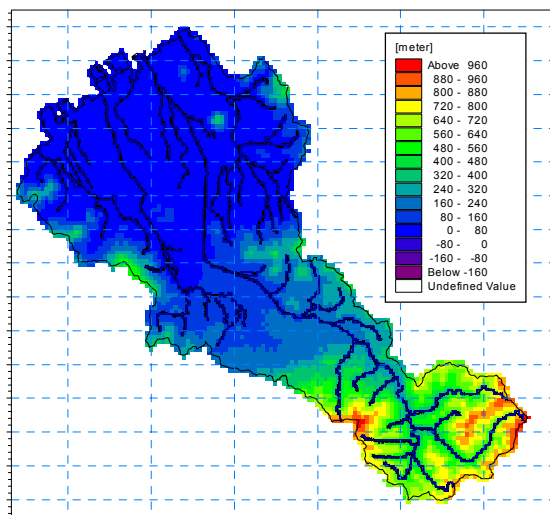 [meter]
Above 960
880 - 960
800 - 880
720 - 800
640 - 720
560 - 640
480 - 560
400 - 480
320 - 400
240 - 320
160 - 240
80 - 160
0 - 80
-80 - 0
-160 - -80
Below -160
Undefined Value